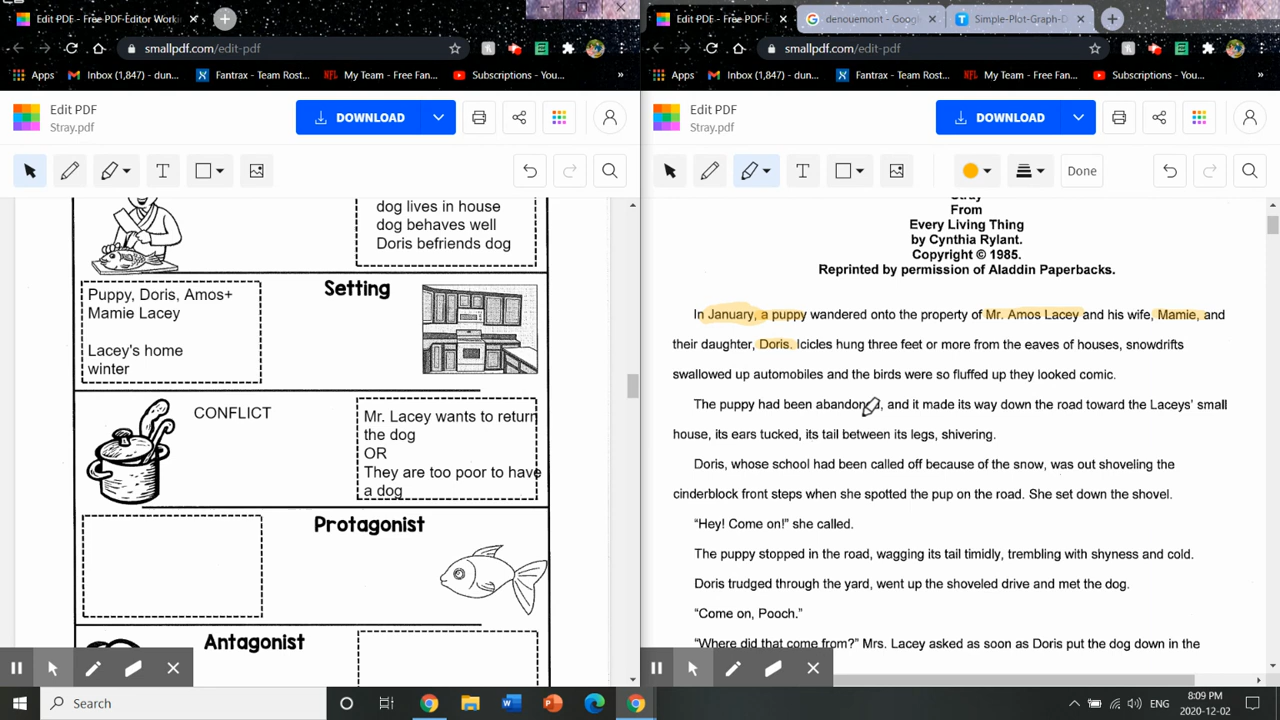 Edit PDF - Free PDF Editor Work
smallpdf.com/edit-pdf
Apps
Inbox (1,847) - dun...
Fantrax - Team Rost...
My Team - Free Fan...
Subscriptions - You...
»
Edit PDF
Stray.pdf
DOWNLOAD
T
dog lives in house
dog behaves well
Doris befriends dog
Puppy, Doris, Amos+
Mamie Lacey
Lacey's home
winter
Setting
CONFLICT
Mr. Lacey wants to return
the dog
OR
They are too poor to have
a dog
Protagonist
Antagonist
Edit PDF - Free PDF E
denouemont - Google
Simple-Plot-Graph-D
smallpdf.com/edit-pdf
Apps
Inbox (1,847) - dun...
Fantrax - Team Rost...
My Team - Free Fan...
Subscriptions - You...
»
Edit PDF
Stray.pdf
DOWNLOAD
T
Done
Stray
From
Every Living Thing
by Cynthia Rylant.
Copyright © 1985.
Reprinted by permission of Aladdin Paperbacks.
In January, a puppy wandered onto the property of Mr. Amos Lacey and his wife, Mamie, and
their daughter, Doris. Icicles hung three feet or more from the eaves of houses, snowdrifts
swallowed up automobiles and the birds were so fluffed up they looked comic.
The puppy had been abandoned, and it made its way down the road toward the Laceys' small
house, its ears tucked, its tail between its legs, shivering.
Doris, whose school had been called off because of the snow, was out shoveling the
cinderblock front steps when she spotted the pup on the road. She set down the shovel.
"Hey! Come on!" she called.
The puppy stopped in the road, wagging its tail timidly, trembling with shyness and cold.
Doris trudged through the yard, went up the shoveled drive and met the dog.
"Come on, Pooch."
"Where did that come from?" Mrs. Lacey asked as soon as Doris put the dog down in the
Search
ENG
8:09 PM
2020-12-02